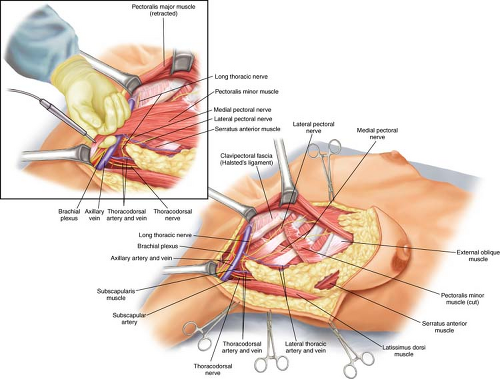 Pectoralis major muscle
(retracted)
Long thoracic nerve
Pectoralis minor muscle
Medial pectoral nerve
Lateral pectoral nerve
Serratus anterior muscle
Brachial
plexus
Axillary
vein
Thoracodorsal
artery and vein
Thoracodorsal
nerve
Lateral pectoral
nerve
Medial pectoral
nerve
Clavipectoral fascia
(Halsted's ligament)
Long thoracic nerve
Brachial plexus
Axillary artery and vein
Subscapularis
muscle
Subscapular
artery
Thoracodorsal
nerve
Thoracodorsal
artery and vein
Lateral thoracic
artery and vein
External oblique
muscle
Pectoralis minor
muscle (cut)
Serratus anterior
muscle
Latissimus dorsi
muscle